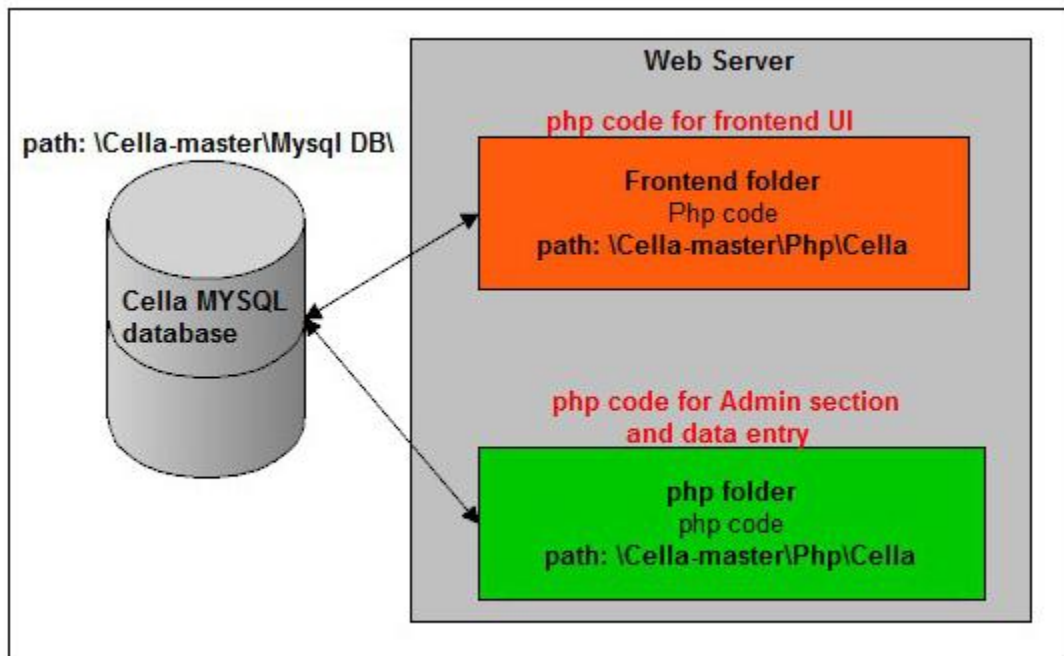 Web Server
path: \Cella-master\Mysql DB\
Cella MYSQL
database
php code for frontend UI
Frontend folder
Php code
path: \Cella-master\Php\Cella
php code for Admin section
and data entry
php folder
php code
path: \Cella-master\Php\Cella